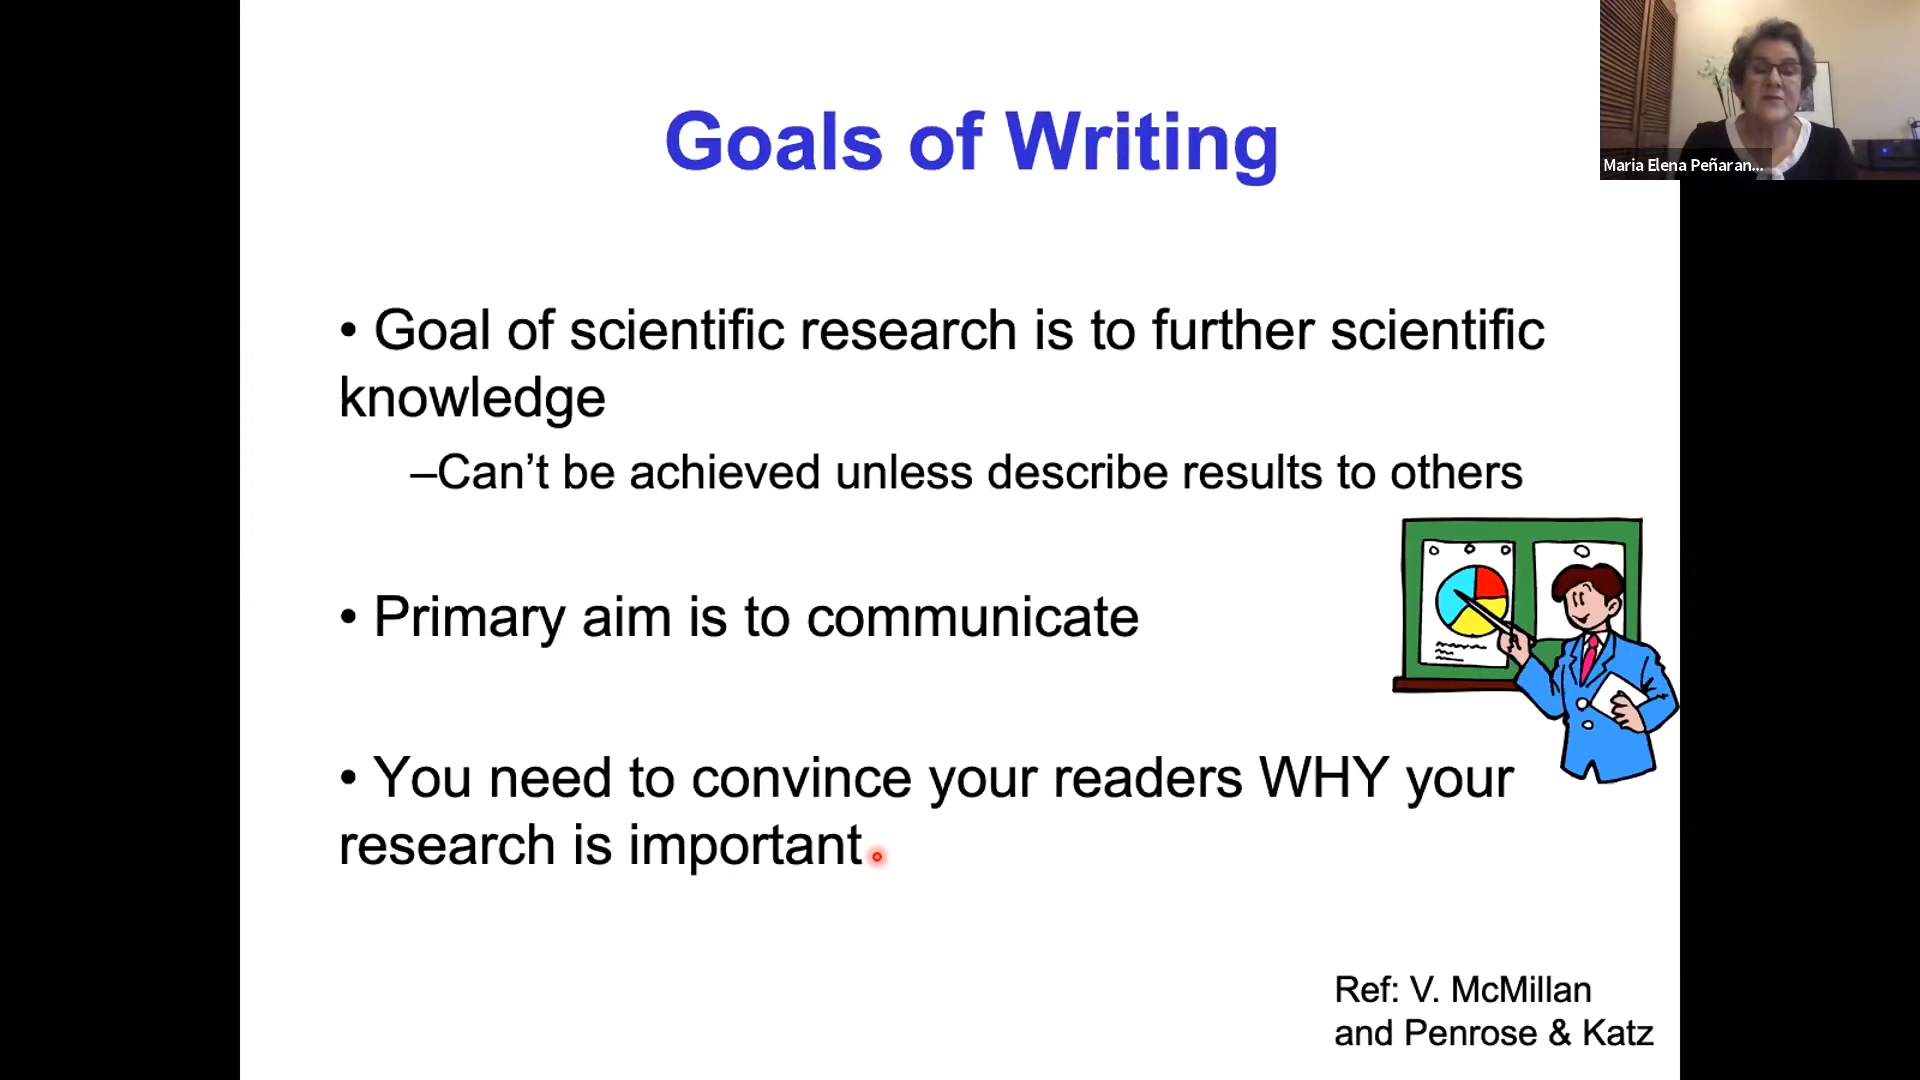 Goals of Writing
Maria Elena Peñaran...
• Goal of scientific research is to further scientific
knowledge
–Can’t be achieved unless describe results to others
• Primary aim is to communicate
• You need to convince your readers WHY your
research is important
Ref: V. McMillan
and Penrose & Katz